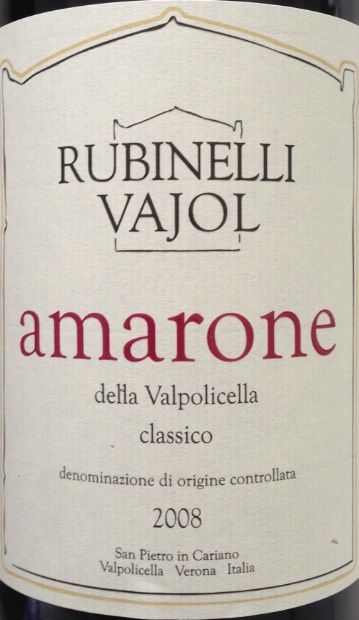 RUBINELLI
VAJOL
amarone
della Valpolicella
classico
denominazione di origine controllata
2008
San Pietro in Cariano
Valpolicella Verona Italia